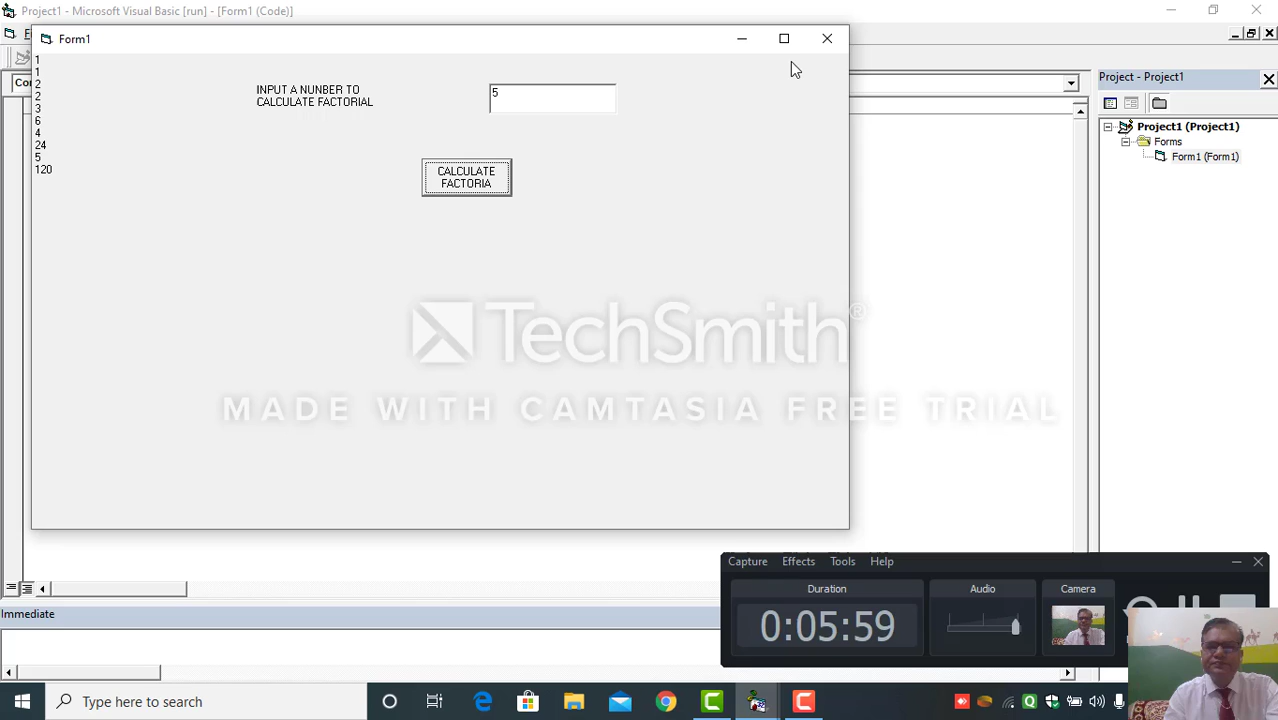 Project1 - Microsoft Visual Basic [run] - [Form1 (Code)]
Form1
1
1
2
2
3
6
4
24
5
120
INPUT A NUNBER TO
CALCULATE FACTORIAL
5
CALCULATE
FACTORIA
Project - Project1
Project1 (Project1)
Forms
Form1 (Form1)
TechSmith®
MADE WITH CAMTASIA FREE TRIAL
Capture Effects Tools Help
Duration
Audio
Camera
0:05:59
Immediate
Type here to search